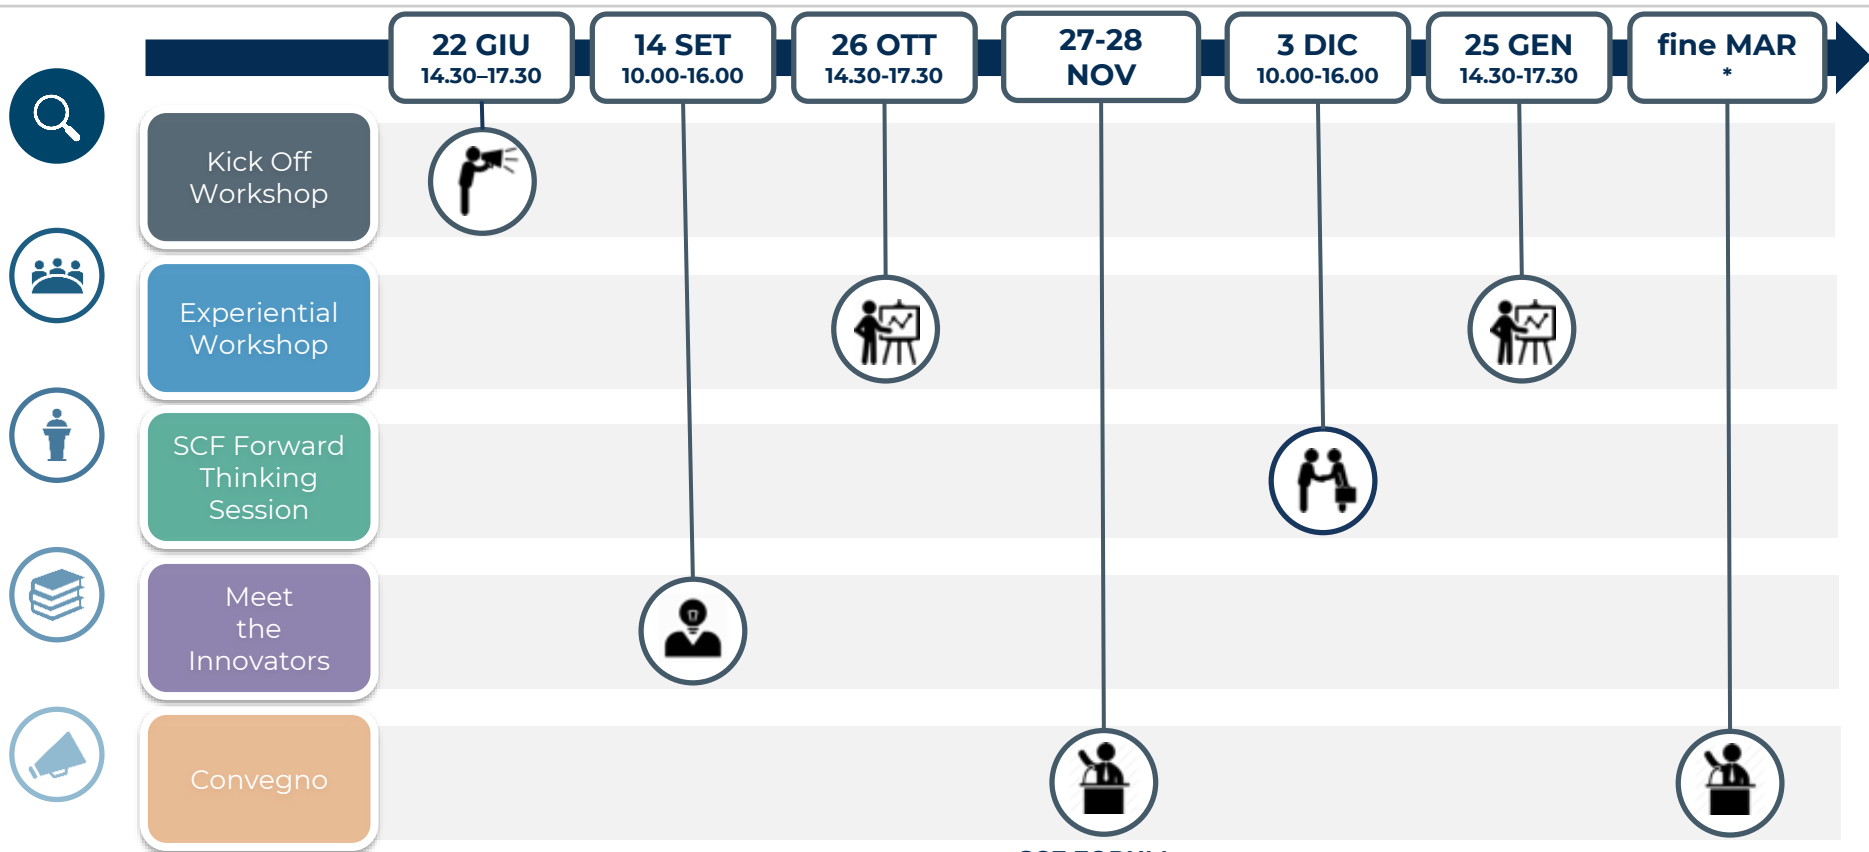 22 GIU
14.30–17.30
14 SET
10.00-16.00
26 OTT
14.30-17.30
27-28
NOV
3 DIC
10.00-16.00
25 GEN
14.30-17.30
fine MAR
*
Kick Off
Workshop
Experiential
Workshop
SCF Forward
Thinking
Session
Meet
the
Innovators
Convegno